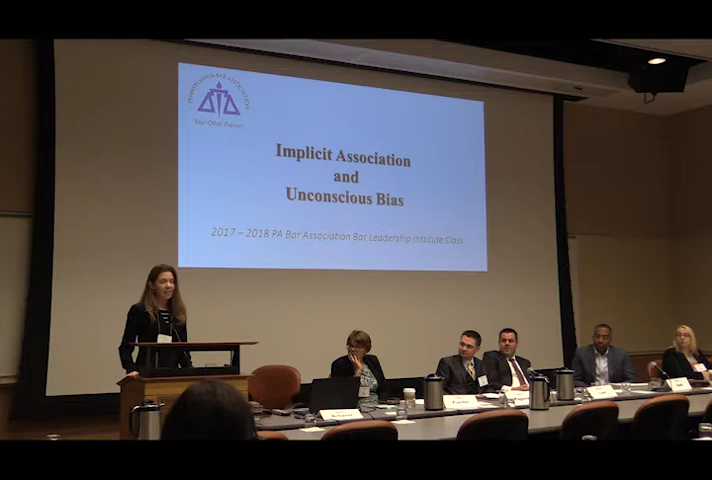 PENNSYLVANIA BAR ASSOCIATION
Your Other Partner
Implicit Association
and
Unconscious Bias
2017 – 2018 PA Bar Association Bar Leadership Institute Class